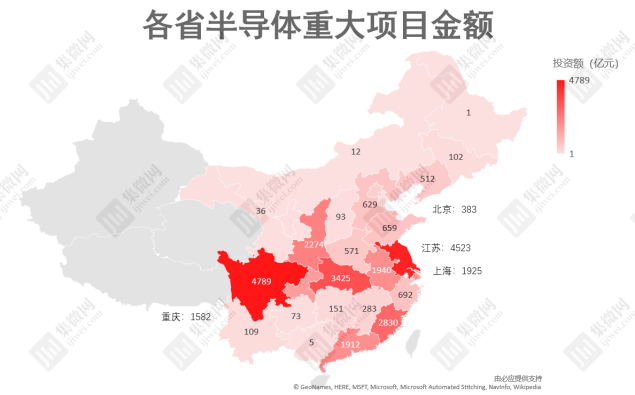 各省半导体重大项目金额
投资额 (亿元)
4789
1
1
12
102
512
629
北京：383
36
93
659
2274
571
江苏：4523
4789
3425
1940
上海：1925
692
重庆：1582
73
151
283
2830
109
5
1912
由必应提供支持
© GeoNames, HERE, MSFT, Microsoft, Microsoft Automated Stitching, NavInfo, Wikipedia
集微网
ijiwei.com